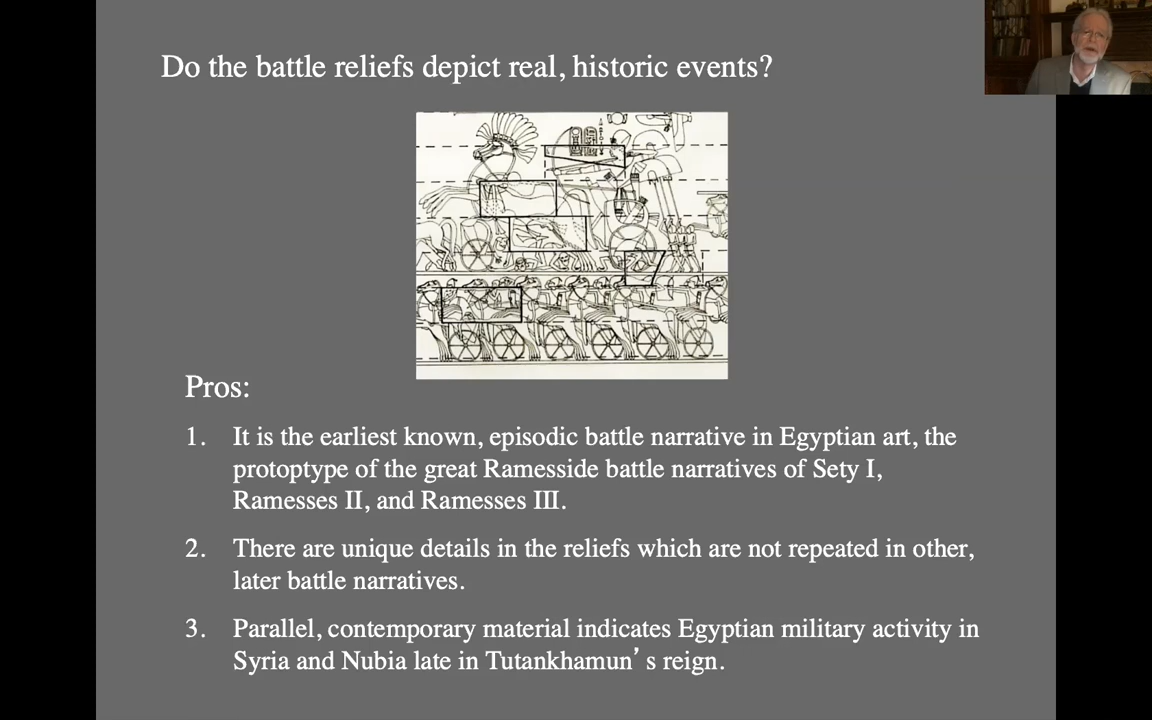 Do the battle reliefs depict real, historic events?
Pros:
1. It is the earliest known, episodic battle narrative in Egyptian art, the
protoptype of the great Ramesside battle narratives of Sety I,
Ramesses II, and Ramesses III.
2. There are unique details in the reliefs which are not repeated in other,
later battle narratives.
3. Parallel, contemporary material indicates Egyptian military activity in
Syria and Nubia late in Tutankhamun’s reign.